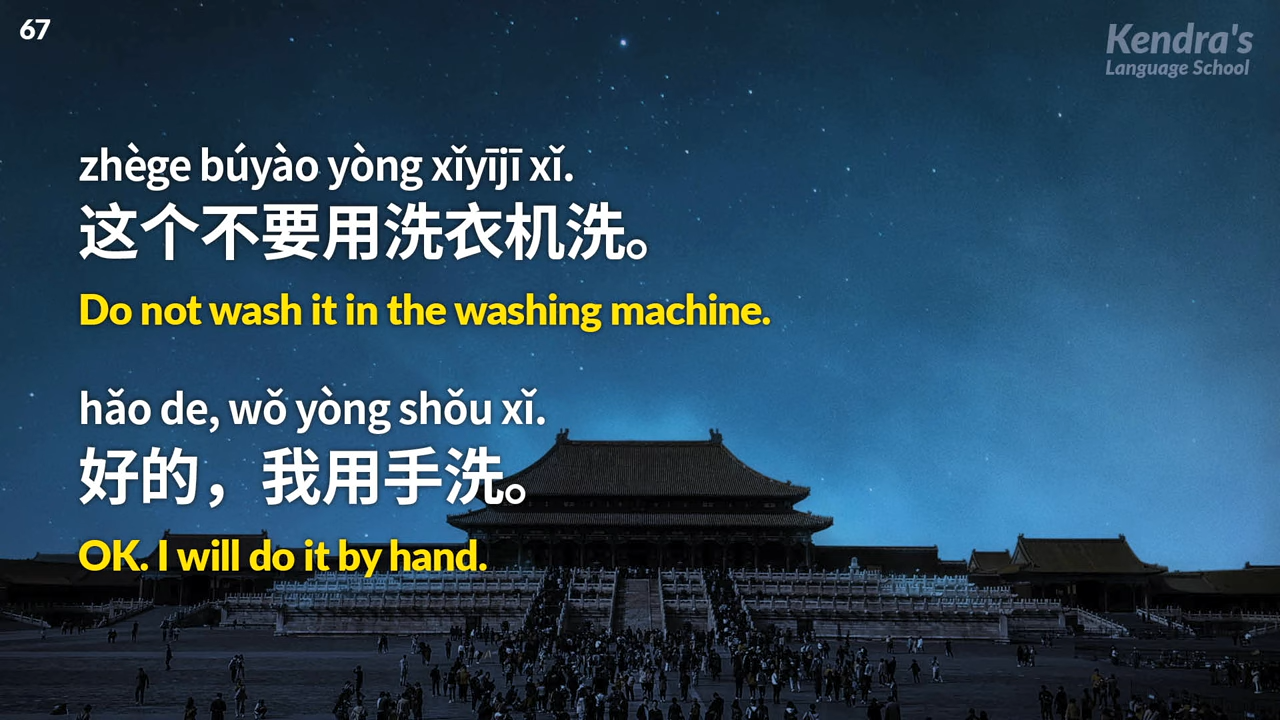 67
Kendra's
Language School
zhège búyào yòng xǐyījī xǐ.
这个不要用洗衣机洗。
Do not wash it in the washing machine.
hǎo de, wǒ yòng shǒu xǐ.
好的，我用手洗。
OK. I will do it by hand.